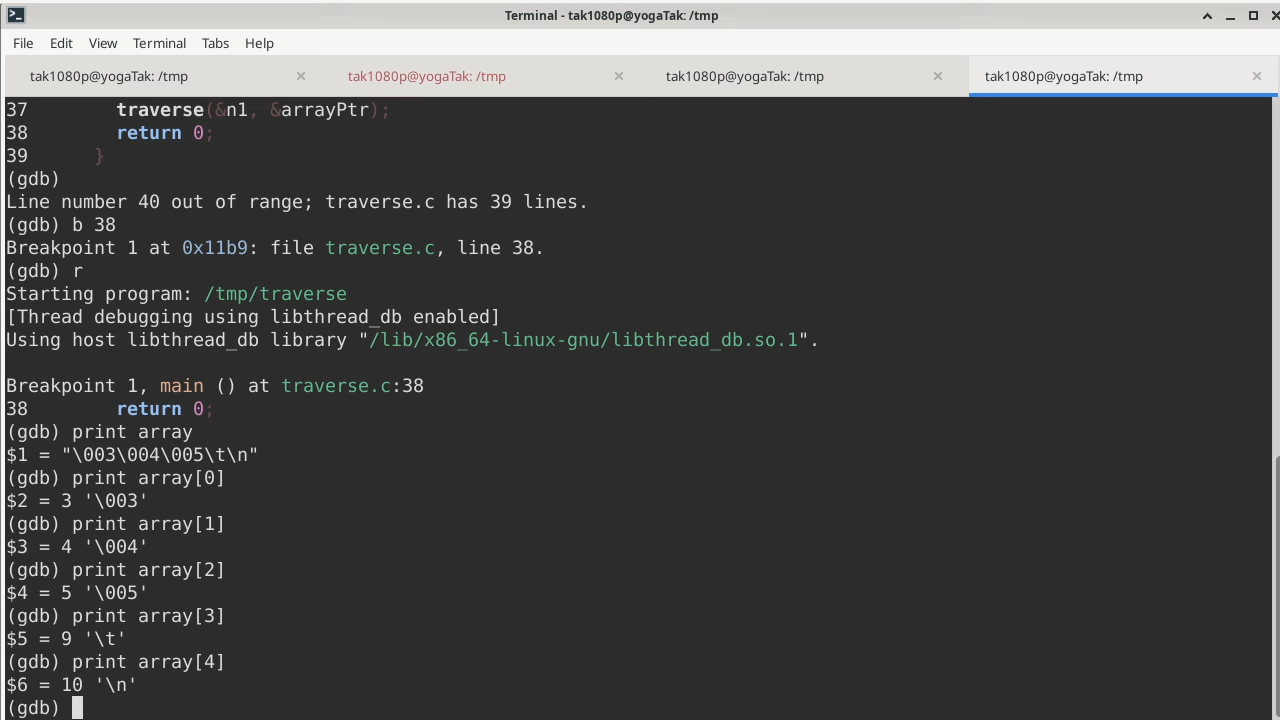 Terminal - tak1080p@yogaTak: /tmp
File Edit View Terminal Tabs Help
tak1080p@yogaTak: /tmp tak1080p@yogaTak: /tmp tak1080p@yogaTak: /tmp tak1080p@yogaTak: /tmp
37        traverse(&n1, &arrayPtr);
38        return 0;
39      }
(gdb)
Line number 40 out of range; traverse.c has 39 lines.
(gdb) b 38
Breakpoint 1 at 0x11b9: file traverse.c, line 38.
(gdb) r
Starting program: /tmp/traverse
[Thread debugging using libthread_db enabled]
Using host libthread_db library "/lib/x86_64-linux-gnu/libthread_db.so.1".
Breakpoint 1, main () at traverse.c:38
38        return 0;
(gdb) print array
$1 = "\003\004\005\t\n"
(gdb) print array[0]
$2 = 3 '\003'
(gdb) print array[1]
$3 = 4 '\004'
(gdb) print array[2]
$4 = 5 '\005'
(gdb) print array[3]
$5 = 9 '\t'
(gdb) print array[4]
$6 = 10 '\n'
(gdb)